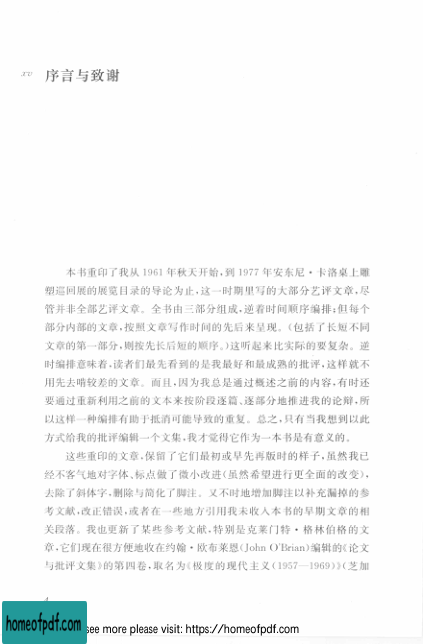 xv 序言与致谢
本书重印了我从 1961 年秋天开始,到 1977 年安东尼·卡洛桌上雕
塑巡回展的展览目录的导论为止,这一时期里写的大部分艺评文章,尽
管并非全部艺评文章。全书由三部分组成,逆着时间顺序编排;但每个
部分内部的文章,按照文章写作时间的先后来呈现。(包括了长短不同
文章的第一部分,则按先长后短的顺序。)这听起来比实际的要复杂。逆
时编排意味着,读者们最先看到的是我最好和最成熟的批评,这样就不
用先去啃较差的文章。而且,因为我总是通过概述之前的内容,有时还
要通过重新利用之前的文本来按阶段逐篇、逐部分地推进我的论辩,所
以这样一种编排有助于抵消可能导致的重复。总之,只有当我想到以此
方式给我的批评编辑一个文集,我才觉得它作为一本书是有意义的。
这些重印的文章,保留了它们最初或早先再版时的样子,虽然我已
经不客气地对字体、标点做了微小改进(虽然希望进行更全面的改变),
去除了斜体字,删除与简化了脚注。又不时地增加脚注以补充漏掉的参
考文献,改正错误,或者在一些地方引用我未收入本书的早期文章的相
关段落。我也更新了某些参考文献,特别是克莱门特·格林伯格的文
章,它们现在很方便地收在约翰·欧布莱恩(John O'Brian)编辑的《论文
与批评文集》的第四卷,取名为《极度的现代主义(1957—1969)》(芝加
homeofpdf.com
see more please visit: https://homeofpdf.com